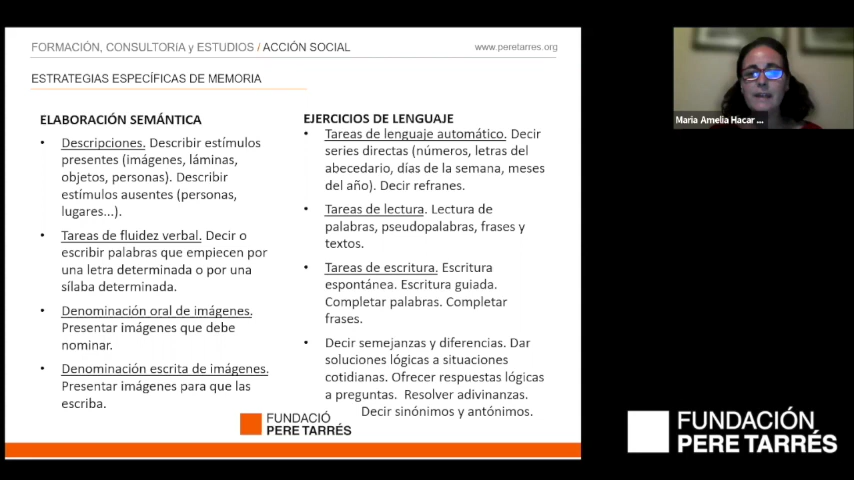 FORMACIÓN, CONSULTORIA y ESTUDIOS / ACCIÓN SOCIAL
www.peretarres.org
ESTRATEGIAS ESPECÍFICAS DE MEMORIA
ELABORACIÓN SEMÁNTICA
• Descripciones. Describir estímulos
presentes (imágenes, láminas,
objetos, personas). Describir
estímulos ausentes (personas,
lugares...).
• Tareas de fluidez verbal. Decir o
escribir palabras que empiecen por
una letra determinada o por una
sílaba determinada.
• Denominación oral de imágenes.
Presentar imágenes que debe
nominar.
• Denominación escrita de imágenes.
Presentar imágenes para que las
escriba.
EJERCICIOS DE LENGUAJE
• Tareas de lenguaje automático. Decir
series directas (números, letras del
abecedario, días de la semana, meses
del año). Decir refranes.
• Tareas de lectura. Lectura de
palabras, pseudopalabras, frases y
textos.
• Tareas de escritura. Escritura
espontánea. Escritura guiada.
Completar palabras. Completar
frases.
• Decir semejanzas y diferencias. Dar
soluciones lógicas a situaciones
cotidianas. Ofrecer respuestas lógicas
a preguntas. Resolver adivinanzas.
Decir sinónimos y antónimos.
FUNDACIÓ
PERE TARRÉS
Maria Amelia Hacar ...
FUNDACIÓN
PERE TARRÉS